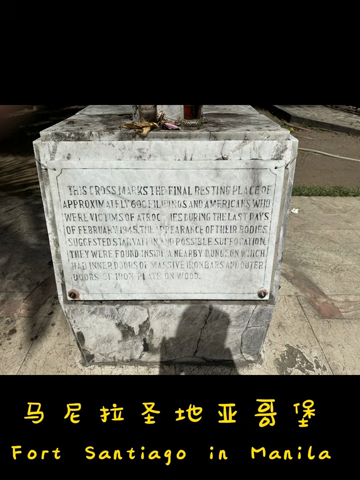 THIS CROSS MARKS THE FINAL RESTING PLACE OF
APPROXIMATELY 600 FILIPINOS AND AMERICANS WHO
WERE VICTIMS OF ATROCITIES DURING THE LAST DAYS
OF FEBRUARY 1945. THE APPEARANCE OF THEIR BODIES
SUGGESTED STARVATION AND POSSIBLE SUFFOCATION.
THEY WERE FOUND INSIDE A NEARBY DUNGEON WHICH
HAD INNER DOORS OF MASSIVE IRON BARS AND OUTER
DOORS OF IRON PLATE ON WOOD.
马尼拉圣地亚哥堡
Fort Santiago in Manila